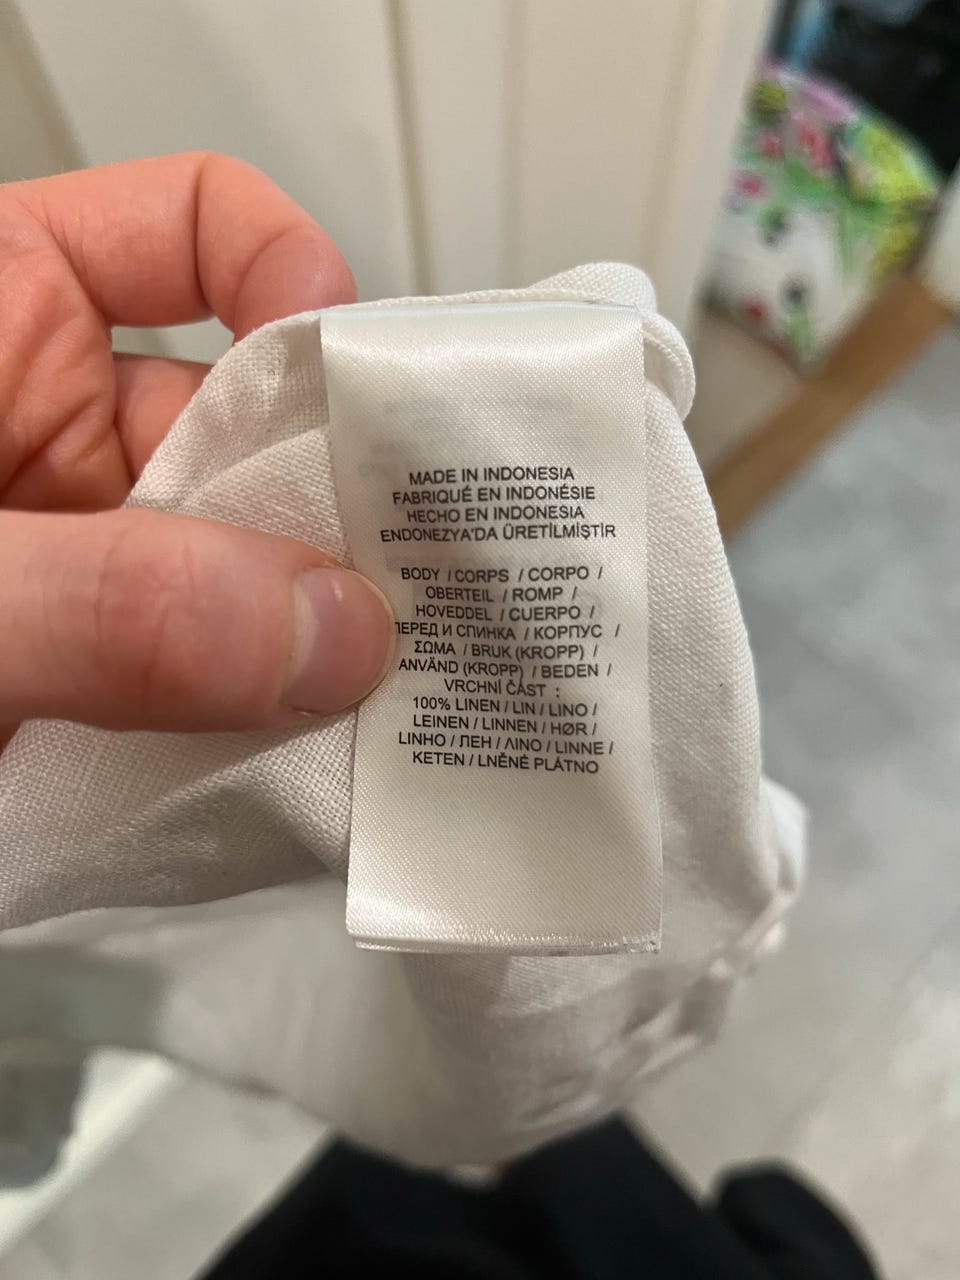 MADE IN INDONESIA
FABRIQUÉ EN INDONÉSIE
HECHO EN INDONESIA
ENDONEZYA'DA ÜRETİLMİŞTİR
BODY / CORPS / CORPO /
OBERTEIL / ROMP /
HOVEDDEL / CUERPO /
ПЕРЕД И СПИНКА / КОРПУС /
ΣΩΜΑ / BRUK (KROPP) /
ANVÄND (KROPP) / BEDEN /
VRCHNÍ ČÁST :
100% LINEN / LIN / LINO /
LEINEN / LINNEN / HØR /
LINHO / ЛЕН / ΛΙΝΟ / LINNE /
KETEN / LNĚNÉ PLÁTNO